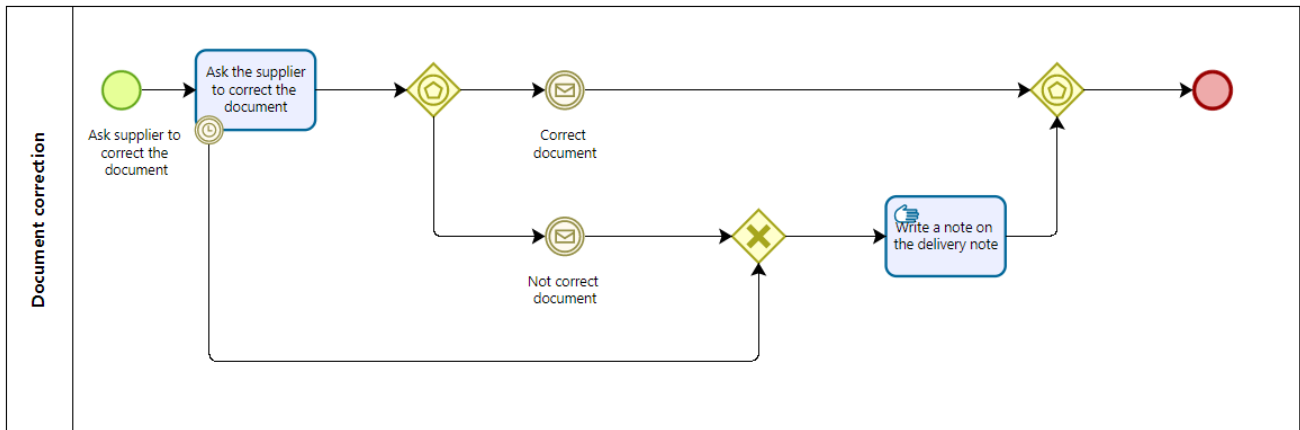 Document correction
Ask supplier to
correct the
document
Ask the supplier
to correct the
document
Correct
document
Not correct
document
Write a note on
the delivery note